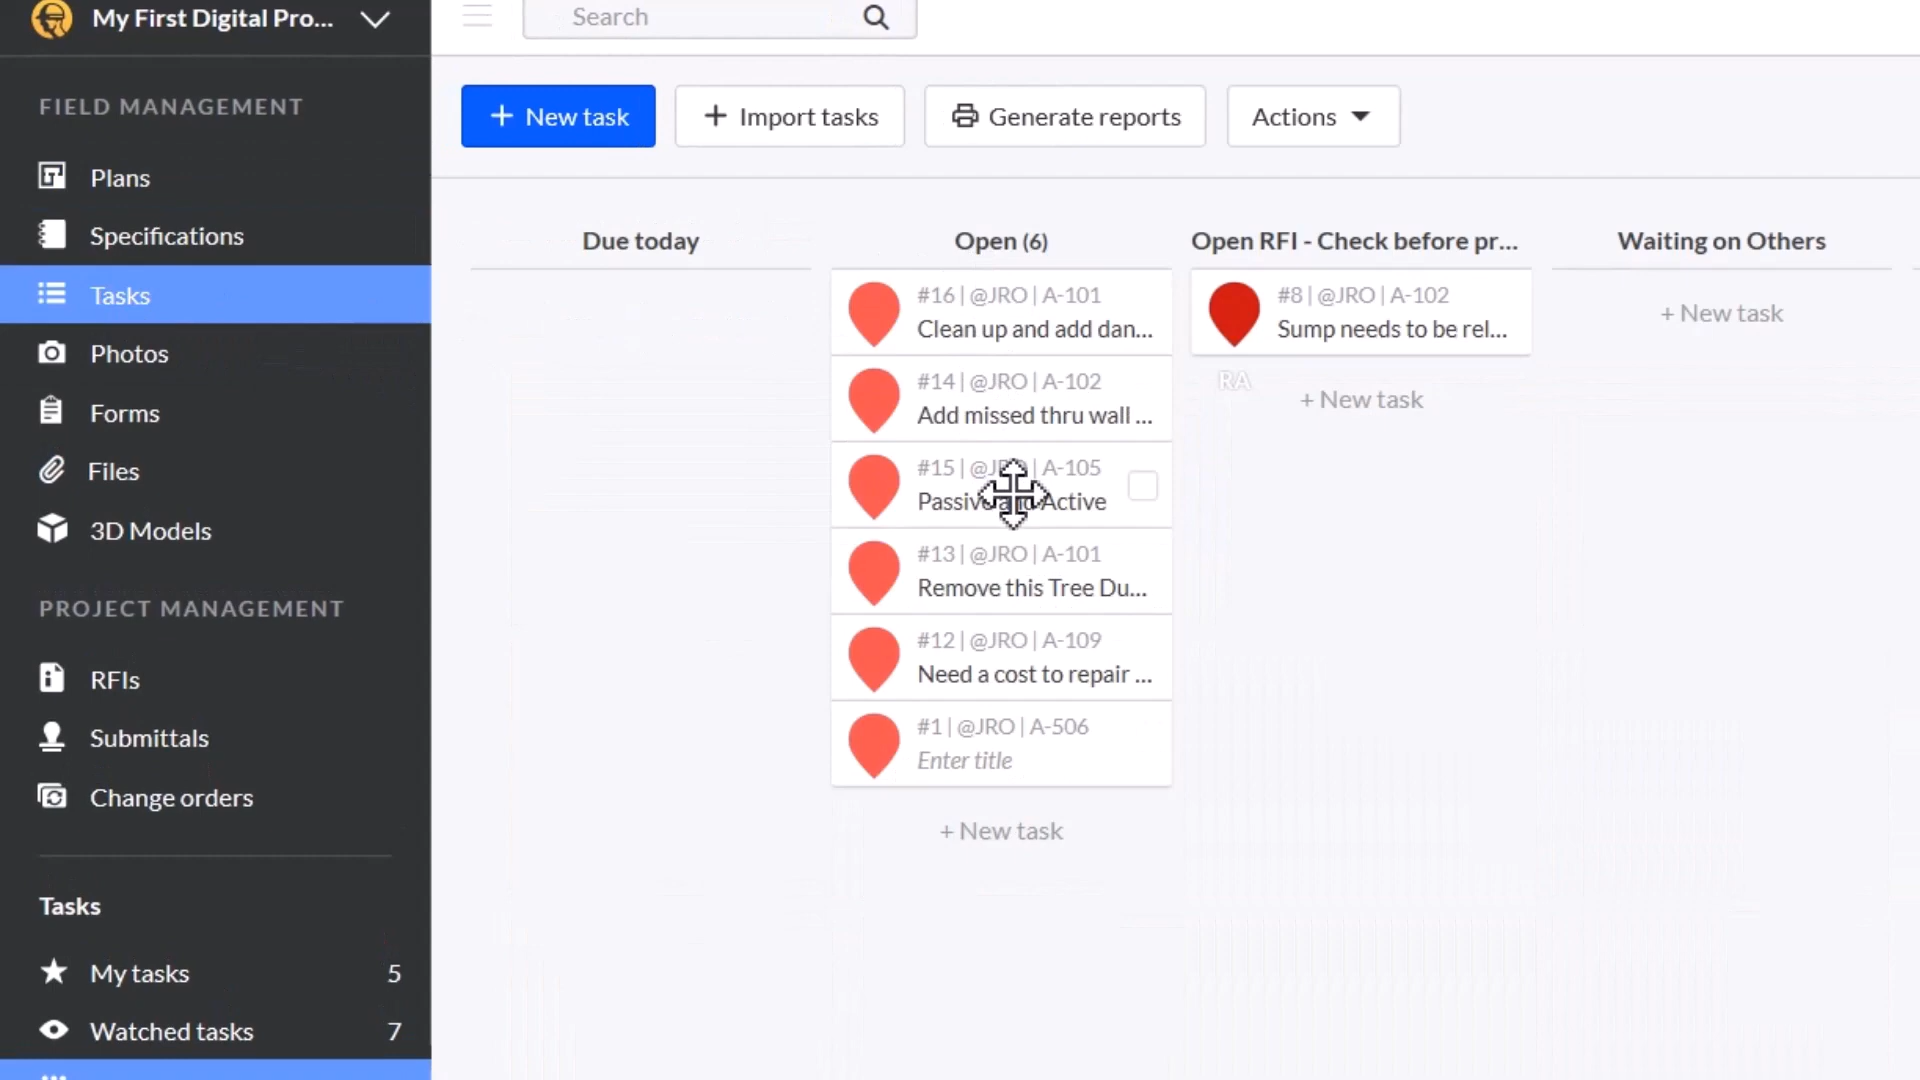 My First Digital Pro...
Search
FIELD MANAGEMENT
Plans
Specifications
Tasks
Photos
Forms
Files
3D Models
PROJECT MANAGEMENT
RFIs
Submittals
Change orders
Tasks
My tasks 5
Watched tasks 7
+ New task
+ Import tasks
Generate reports
Actions
Due today
Open (6)
#16 | @JRO | A-101
Clean up and add dan...
#14 | @JRO | A-102
Add missed thru wall ...
#15 | @JRO | A-105
Passive and Active
#13 | @JRO | A-101
Remove this Tree Du...
#12 | @JRO | A-109
Need a cost to repair ...
#1 | @JRO | A-506
Enter title
+ New task
Open RFI - Check before pr...
#8 | @JRO | A-102
Sump needs to be rel...
RA
+ New task
Waiting on Others
+ New task